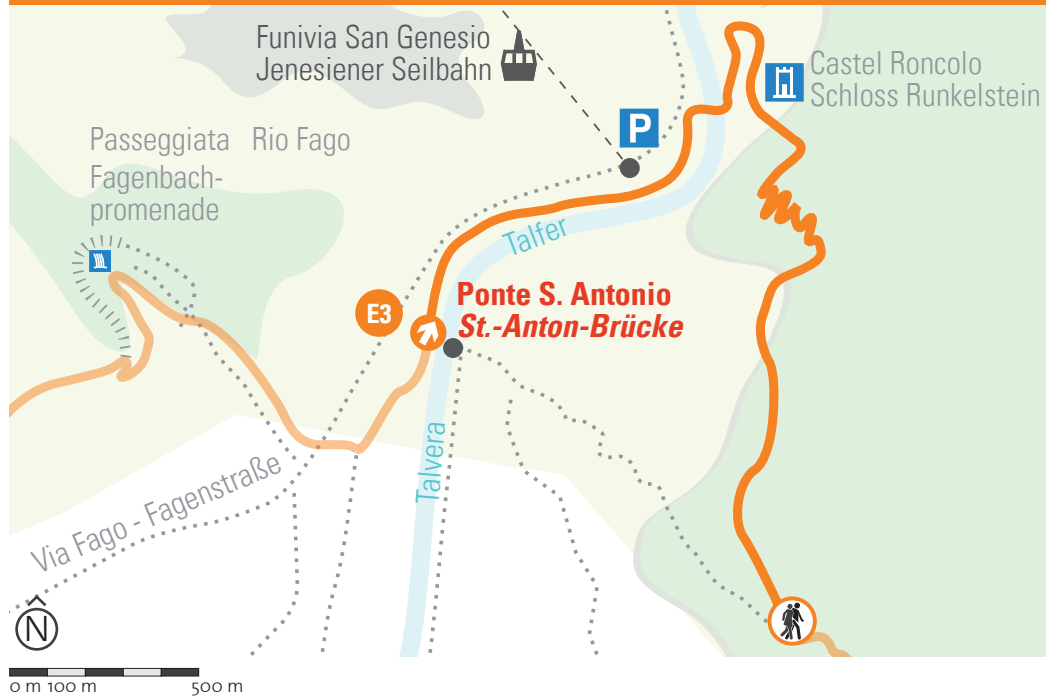 Funivia San Genesio
Jenesiener Seilbahn
Castel Roncolo
Schloss Runkelstein
P
Passeggiata Rio Fago
Fagenbach-
promenade
Talfer
E3
Ponte S. Antonio
St.-Anton-Brücke
Talvera
Via Fago - Fagenstraße
N
0 m 100 m 500 m